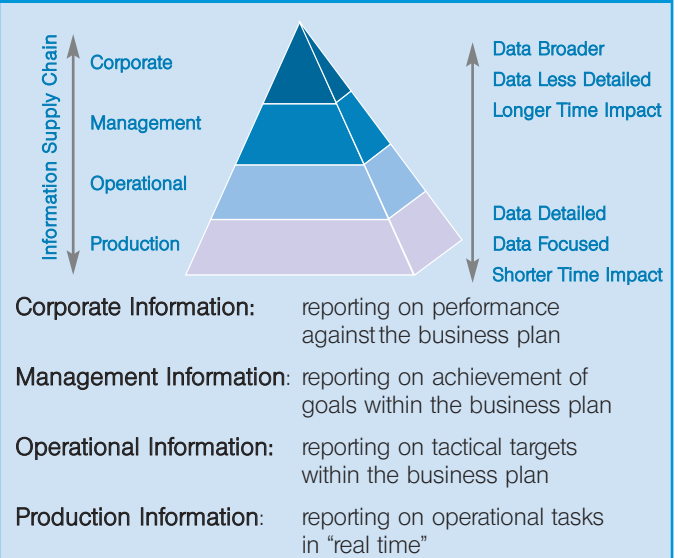 Information Supply Chain
Corporate
Management
Operational
Production
Data Broader
Data Less Detailed
Longer Time Impact
Data Detailed
Data Focused
Shorter Time Impact
Corporate Information: reporting on performance
against the business plan
Management Information: reporting on achievement of
goals within the business plan
Operational Information: reporting on tactical targets
within the business plan
Production Information: reporting on operational tasks
in “real time”